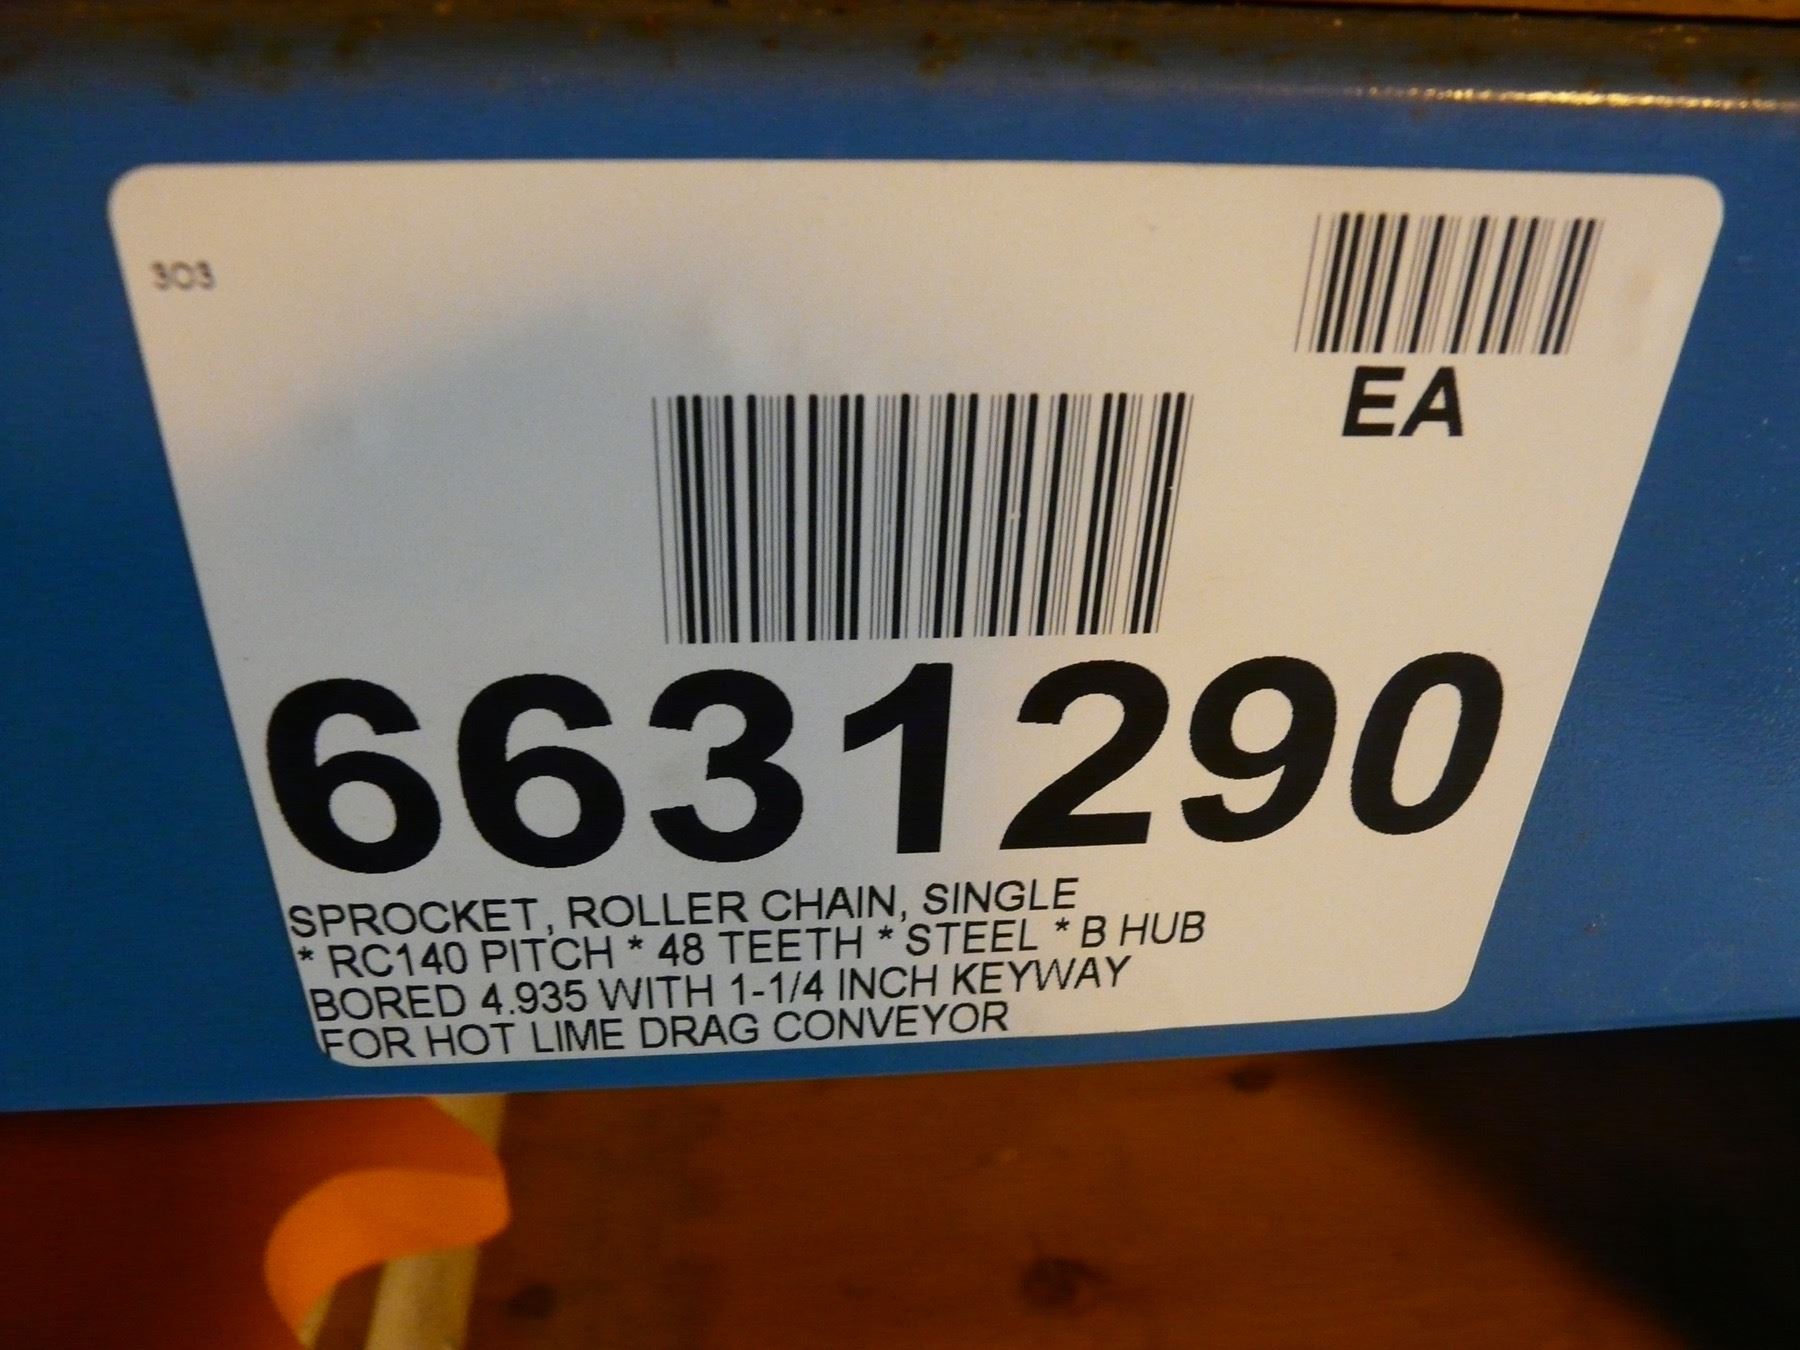 303
EA
6631290
SPROCKET, ROLLER CHAIN, SINGLE
* RC140 PITCH * 48 TEETH * STEEL * B HUB
BORED 4.935 WITH 1-1/4 INCH KEYWAY
FOR HOT LIME DRAG CONVEYOR